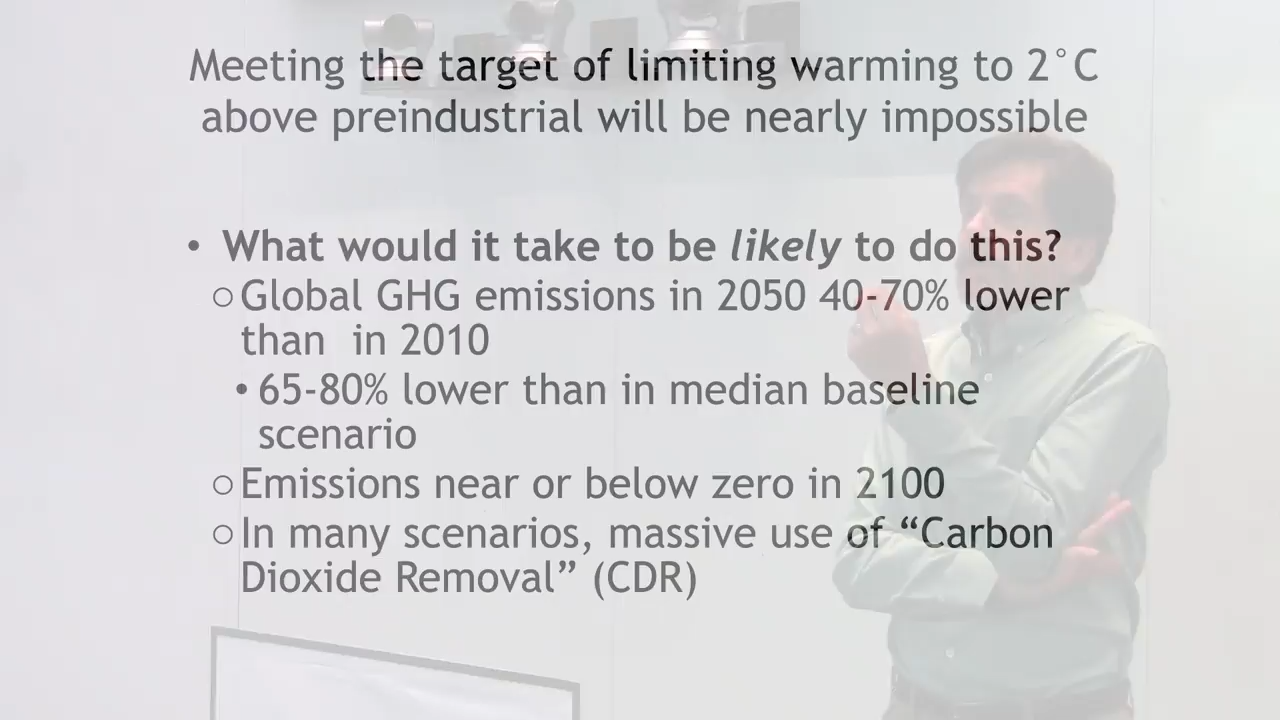 Meeting the target of limiting warming to 2°C
above preindustrial will be nearly impossible
• What would it take to be likely to do this?
○Global GHG emissions in 2050 40-70% lower
than in 2010
• 65-80% lower than in median baseline
scenario
○Emissions near or below zero in 2100
○In many scenarios, massive use of “Carbon
Dioxide Removal” (CDR)